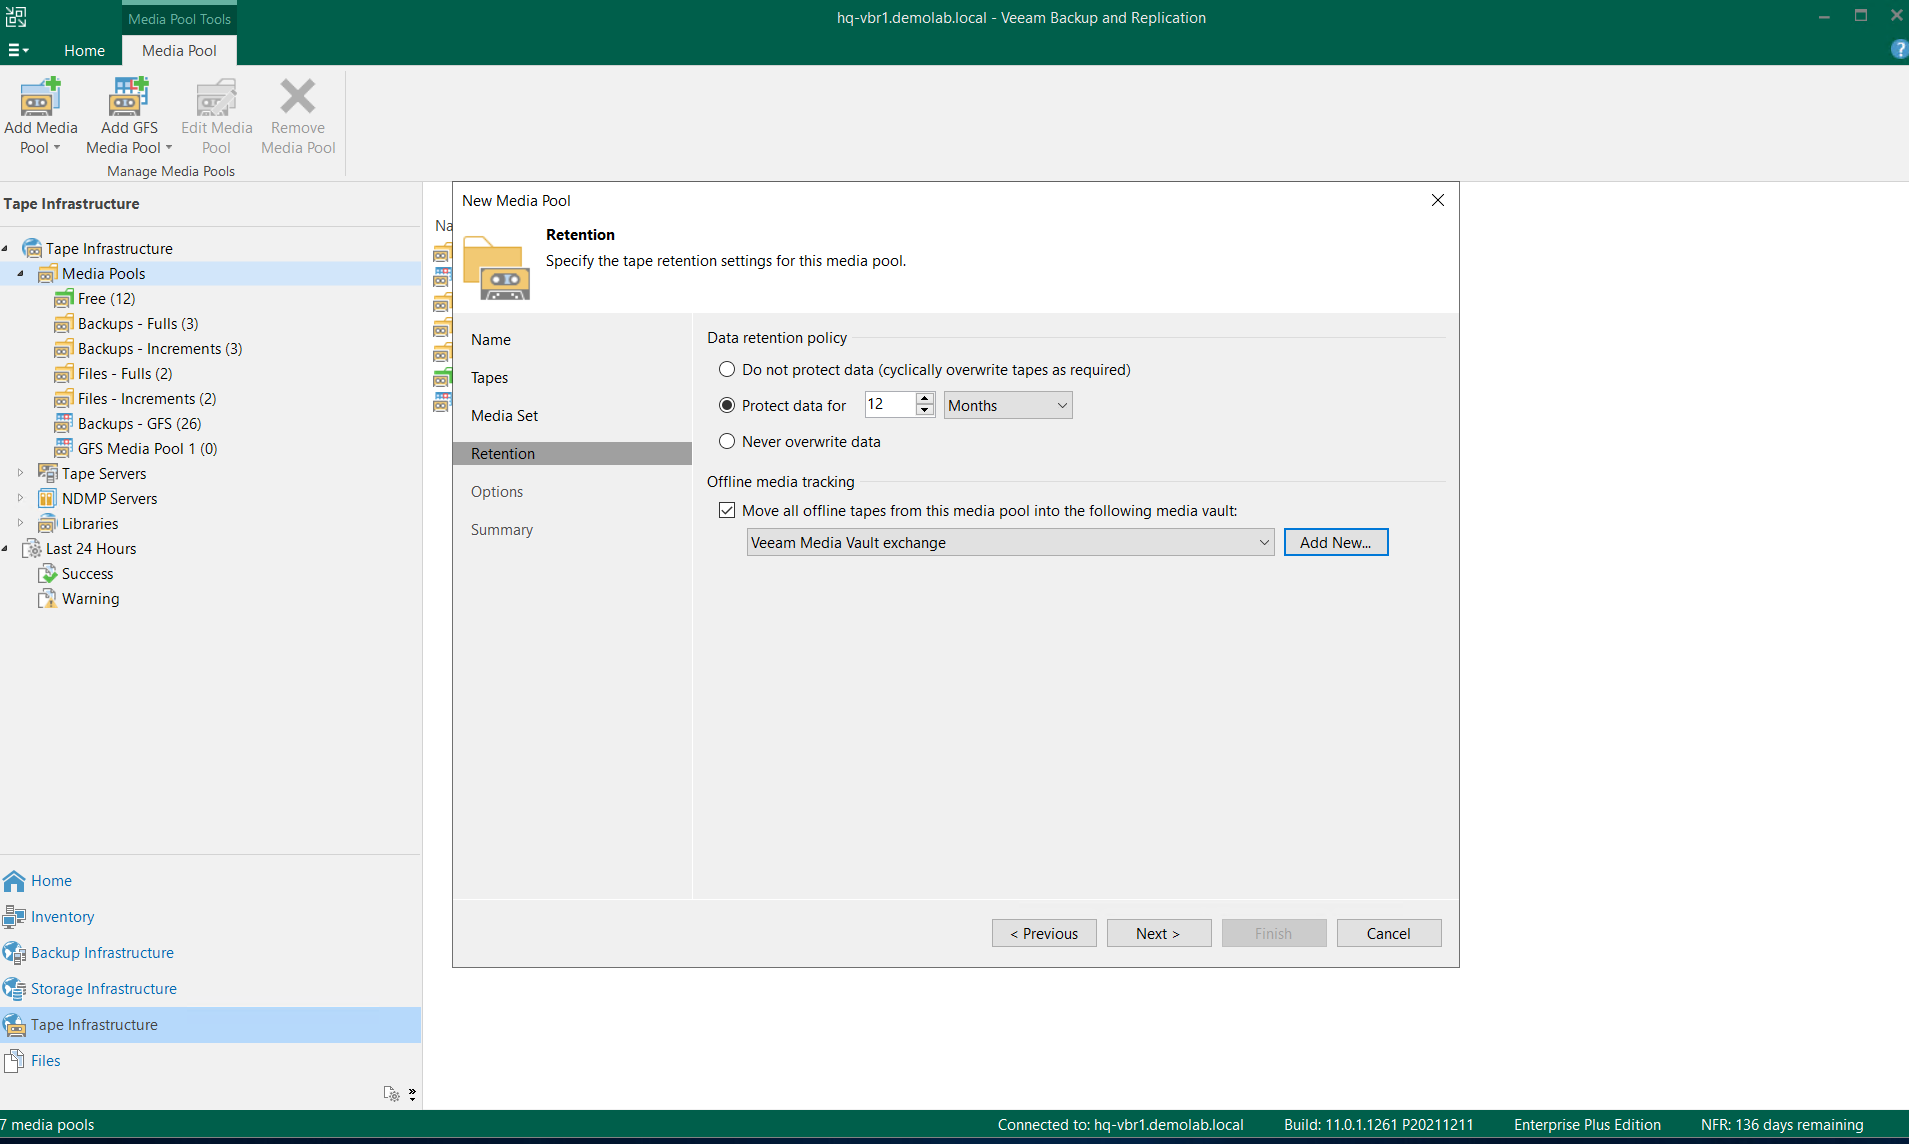 Media Pool Tools
hq-vbr1.demolab.local - Veeam Backup and Replication
Home
Media Pool
Add Media Pool
Add GFS Media Pool
Edit Media Pool
Remove Media Pool
Manage Media Pools
Tape Infrastructure
Tape Infrastructure
Media Pools
Free (12)
Backups - Fulls (3)
Backups - Increments (3)
Files - Fulls (2)
Files - Increments (2)
Backups - GFS (26)
GFS Media Pool 1 (0)
Tape Servers
NDMP Servers
Libraries
Last 24 Hours
Success
Warning
Home
Inventory
Backup Infrastructure
Storage Infrastructure
Tape Infrastructure
Files
Na
New Media Pool
Retention
Specify the tape retention settings for this media pool.
Name
Tapes
Media Set
Retention
Options
Summary
Data retention policy
Do not protect data (cyclically overwrite tapes as required)
Protect data for 12 Months
Never overwrite data
Offline media tracking
Move all offline tapes from this media pool into the following media vault:
Veeam Media Vault exchange
Add New...
< Previous
Next >
Finish
Cancel
7 media pools
Connected to: hq-vbr1.demolab.local
Build: 11.0.1.1261 P20211211
Enterprise Plus Edition
NFR: 136 days remaining